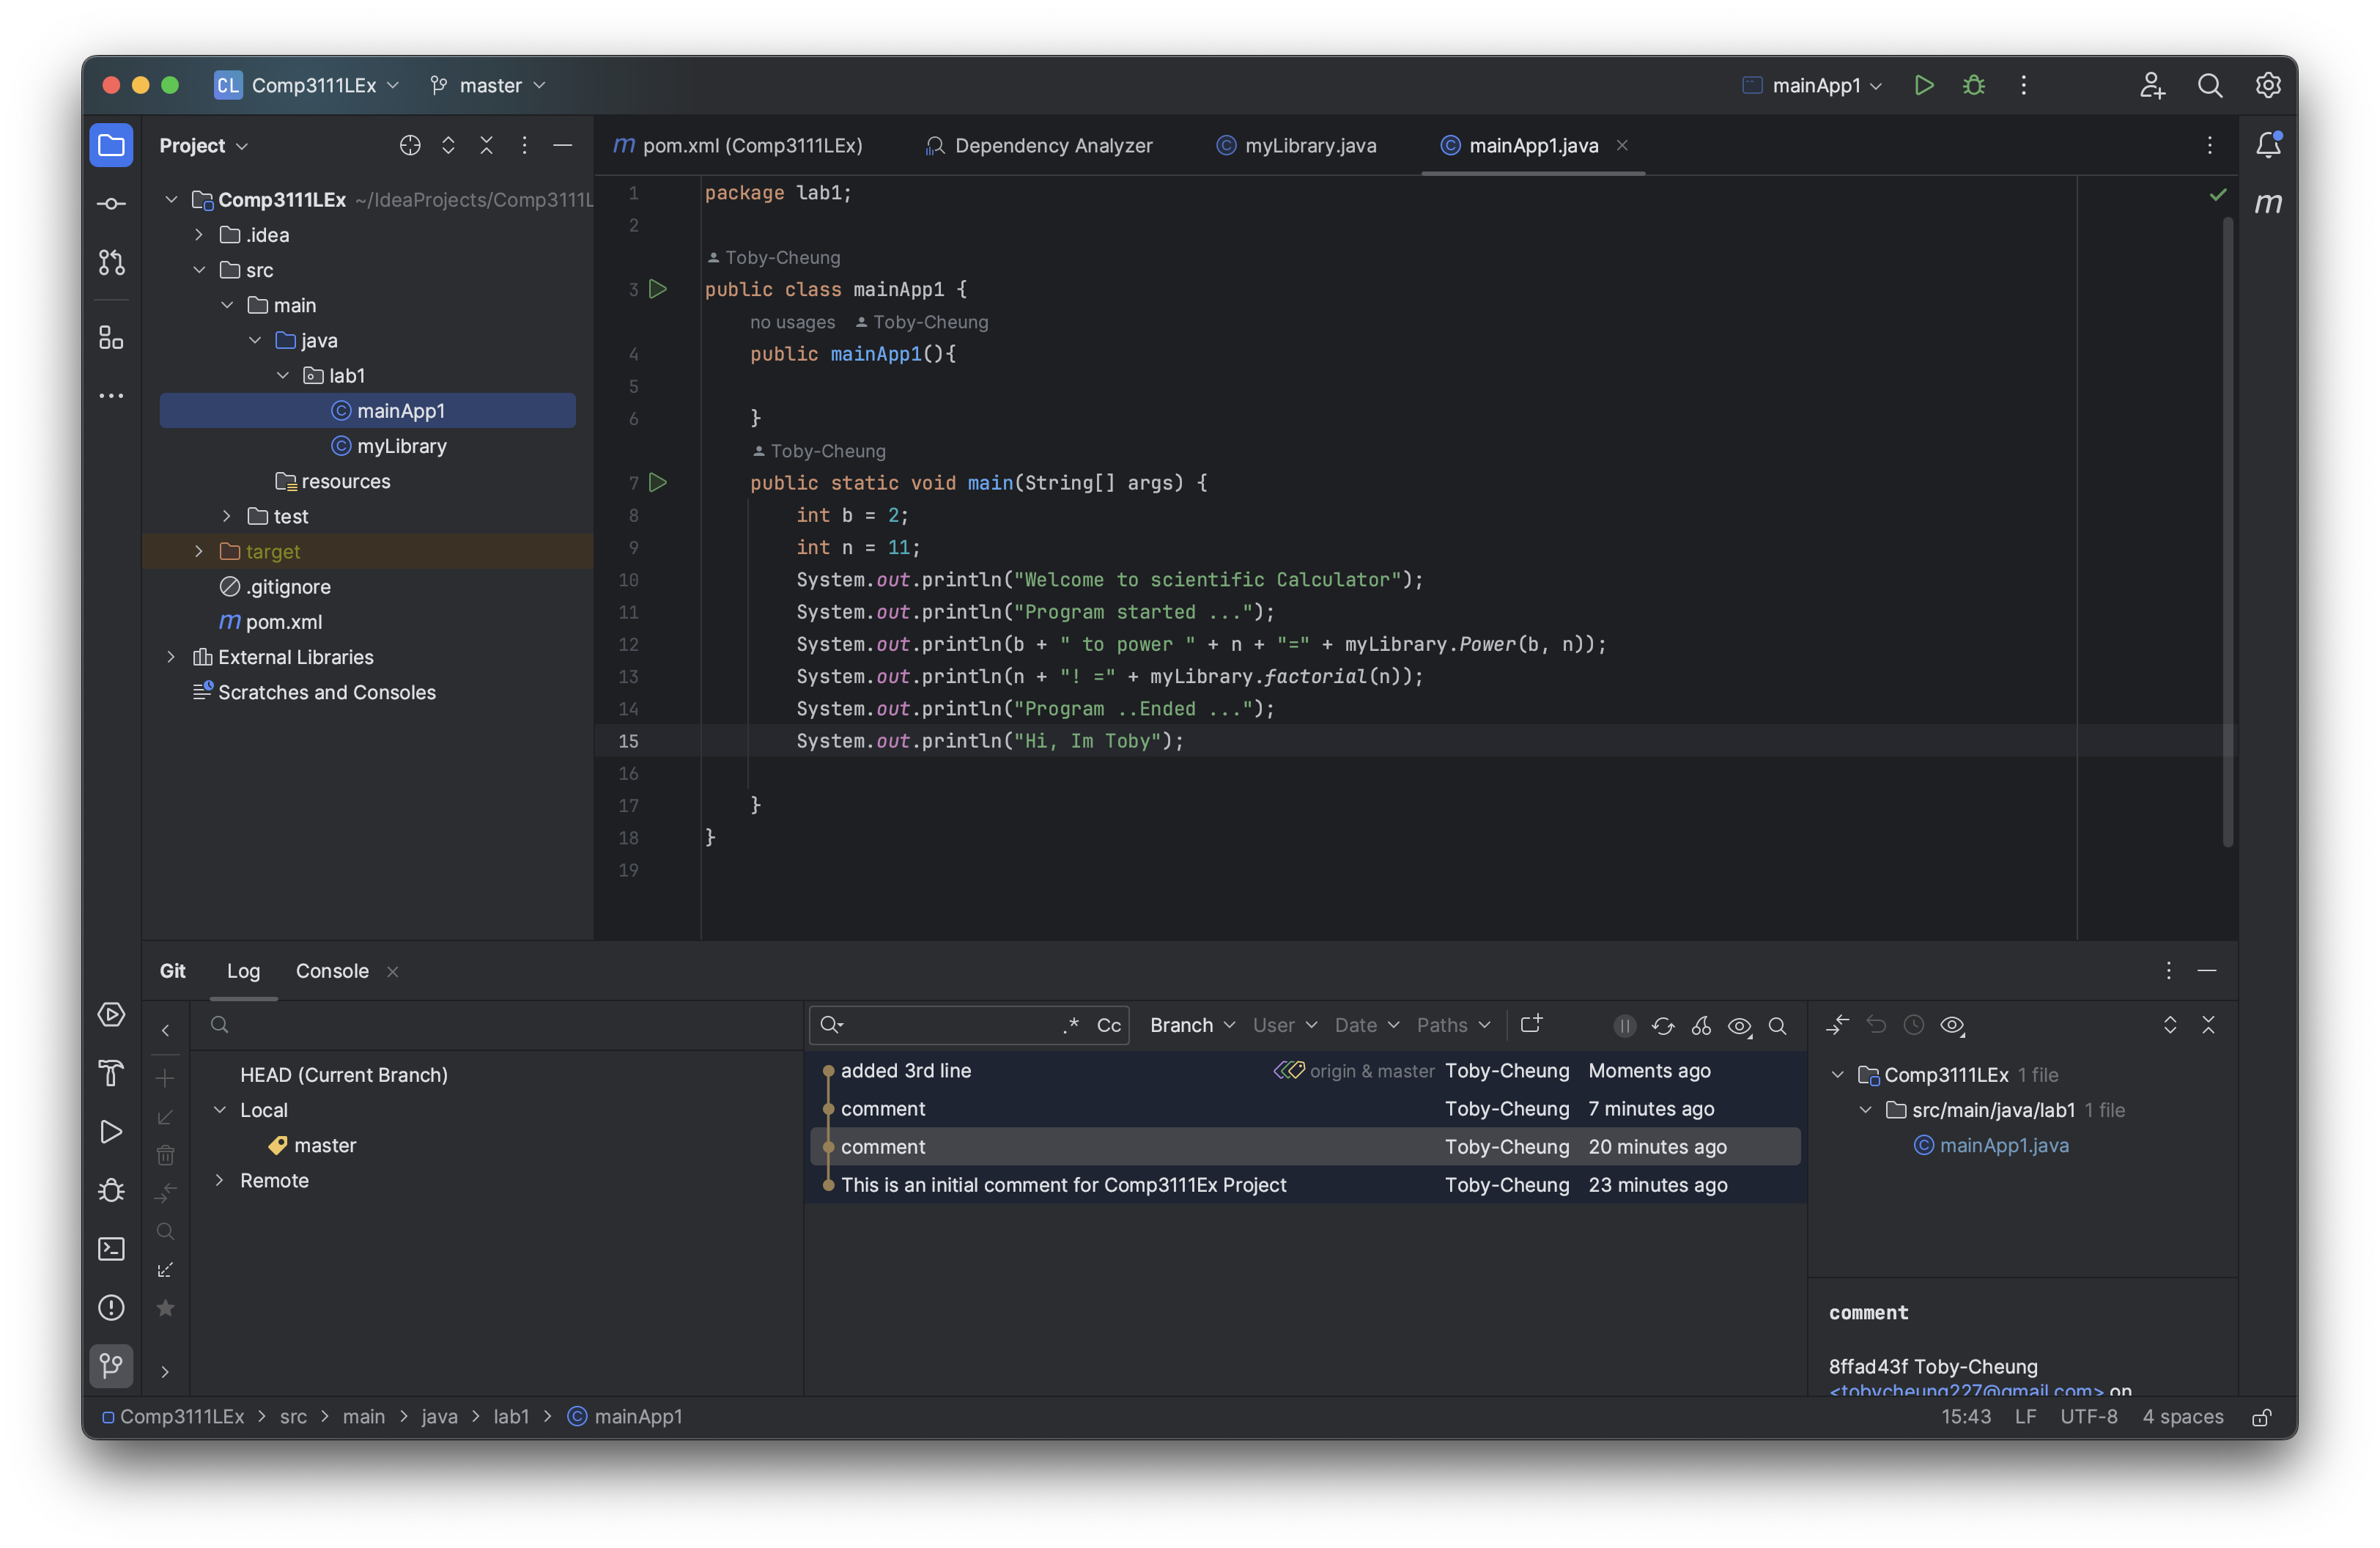 CL Comp3111LEx master mainApp1
Project
pom.xml (Comp3111LEx) Dependency Analyzer myLibrary.java mainApp1.java
Comp3111LEx ~/IdeaProjects/Comp3111L
.idea
src
main
java
lab1
mainApp1
myLibrary
resources
test
target
.gitignore
pom.xml
External Libraries
Scratches and Consoles
1 package lab1;
2
Toby-Cheung
3 public class mainApp1 {
no usages Toby-Cheung
4 public mainApp1(){
5
6 }
Toby-Cheung
7 public static void main(String[] args) {
8 int b = 2;
9 int n = 11;
10 System.out.println("Welcome to scientific Calculator");
11 System.out.println("Program started ...");
12 System.out.println(b + " to power " + n + "=" + myLibrary.Power(b, n));
13 System.out.println(n + "! =" + myLibrary.factorial(n));
14 System.out.println("Program ..Ended ...");
15 System.out.println("Hi, Im Toby");
16
17 }
18 }
19
Git Log Console
.* Cc Branch User Date Paths
HEAD (Current Branch)
Local
master
Remote
added 3rd line origin & master Toby-Cheung Moments ago
comment Toby-Cheung 7 minutes ago
comment Toby-Cheung 20 minutes ago
This is an initial comment for Comp3111Ex Project Toby-Cheung 23 minutes ago
Comp3111LEx 1 file
src/main/java/lab1 1 file
mainApp1.java
comment
8ffad43f Toby-Cheung
<tobycheung227@gmail.com> on
Comp3111LEx > src > main > java > lab1 > mainApp1
15:43 LF UTF-8 4 spaces